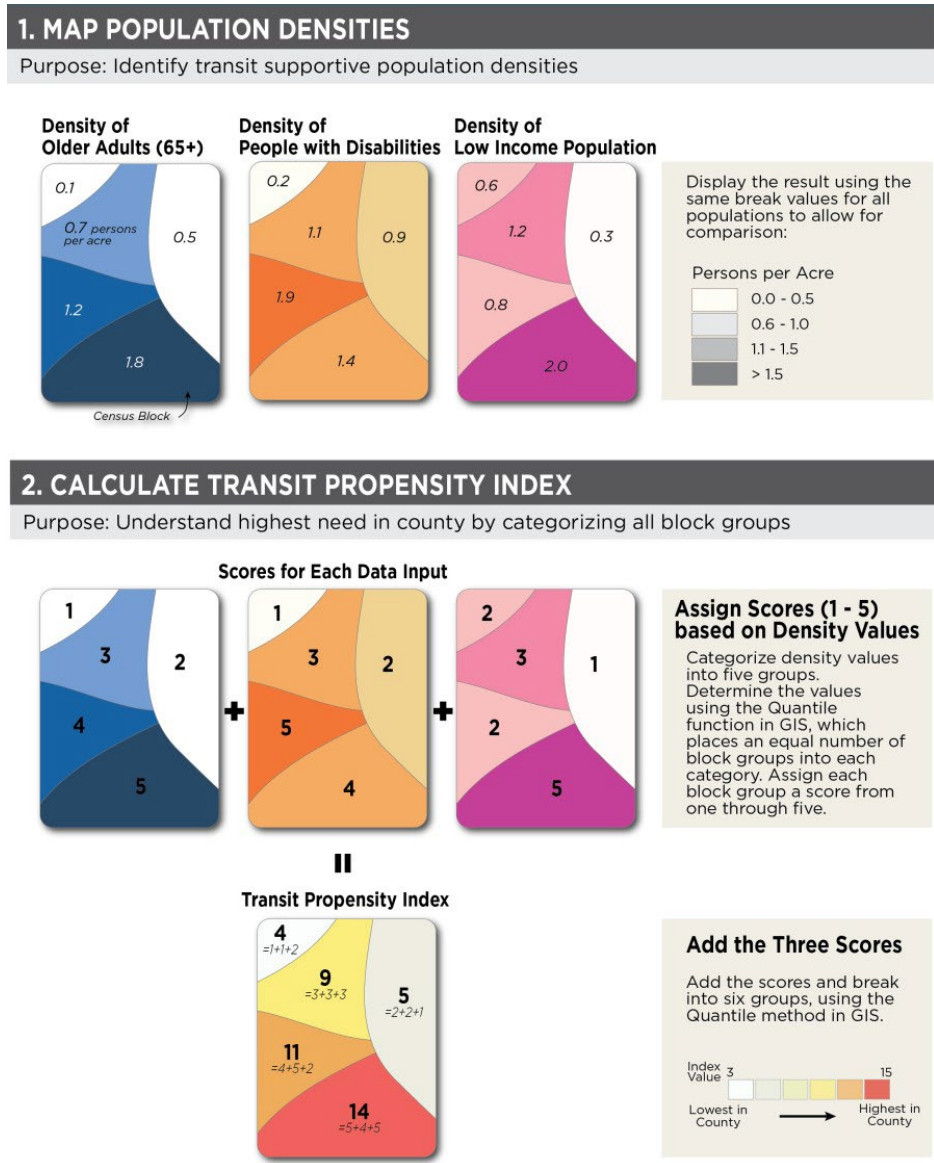 1. MAP POPULATION DENSITIES
Purpose: Identify transit supportive population densities
Density of
Older Adults (65+)
0.1
0.7 persons
per acre
0.5
1.2
1.8
Census Block
Density of
People with Disabilities
0.2
1.1
0.9
1.9
1.4
Density of
Low Income Population
0.6
1.2
0.3
0.8
2.0
Display the result using the
same break values for all
populations to allow for
comparison:
Persons per Acre
0.0 - 0.5
0.6 - 1.0
1.1 - 1.5
> 1.5
2. CALCULATE TRANSIT PROPENSITY INDEX
Purpose: Understand highest need in county by categorizing all block groups
Scores for Each Data Input
1
3
2
4
5
+
1
3
2
5
4
+
2
3
1
2
5
Assign Scores (1 - 5)
based on Density Values
Categorize density values
into five groups.
Determine the values
using the Quantile
function in GIS, which
places an equal number of
block groups into each
category. Assign each
block group a score from
one through five.
=
Transit Propensity Index
4
=1+1+2
9
=3+3+3
5
=2+2+1
11
=4+5+2
14
=5+4+5
Add the Three Scores
Add the scores and break
into six groups, using the
Quantile method in GIS.
Index
Value
3
15
Lowest in
County
Highest in
County